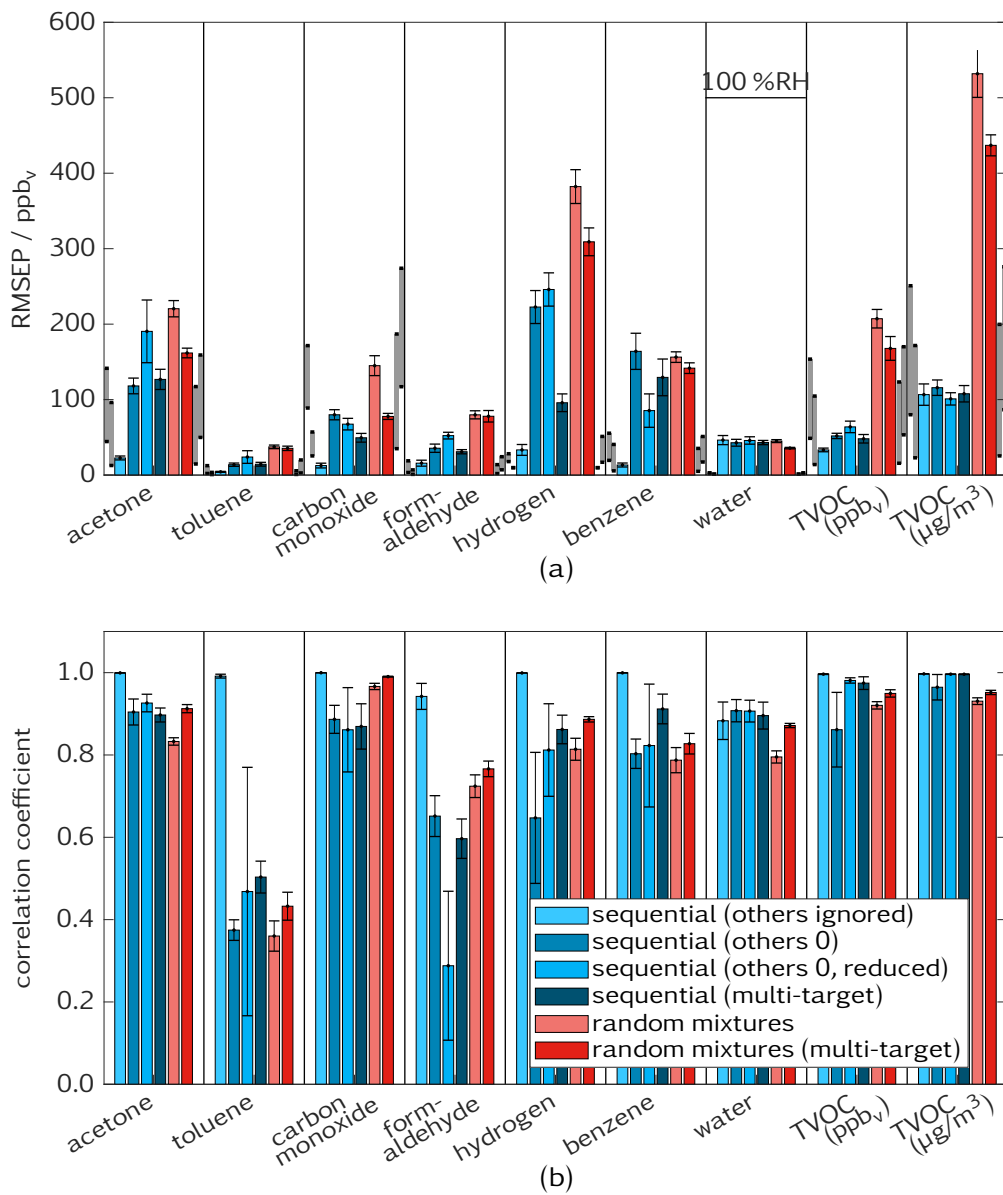 600
500
400
300
200
100
0
RMSEP / ppbᵥ
100 %RH
acetone
toluene
carbon
monoxide
form-
aldehyde
hydrogen
benzene
water
TVOC
(ppbᵥ)
TVOC
(µg/m³)
(a)
1.0
0.8
0.6
0.4
0.2
0.0
correlation coefficient
sequential (others ignored)
sequential (others 0)
sequential (others 0, reduced)
sequential (multi-target)
random mixtures
random mixtures (multi-target)
acetone
toluene
carbon
monoxide
form-
aldehyde
hydrogen
benzene
water
TVOC
(ppbᵥ)
TVOC
(µg/m³)
(b)